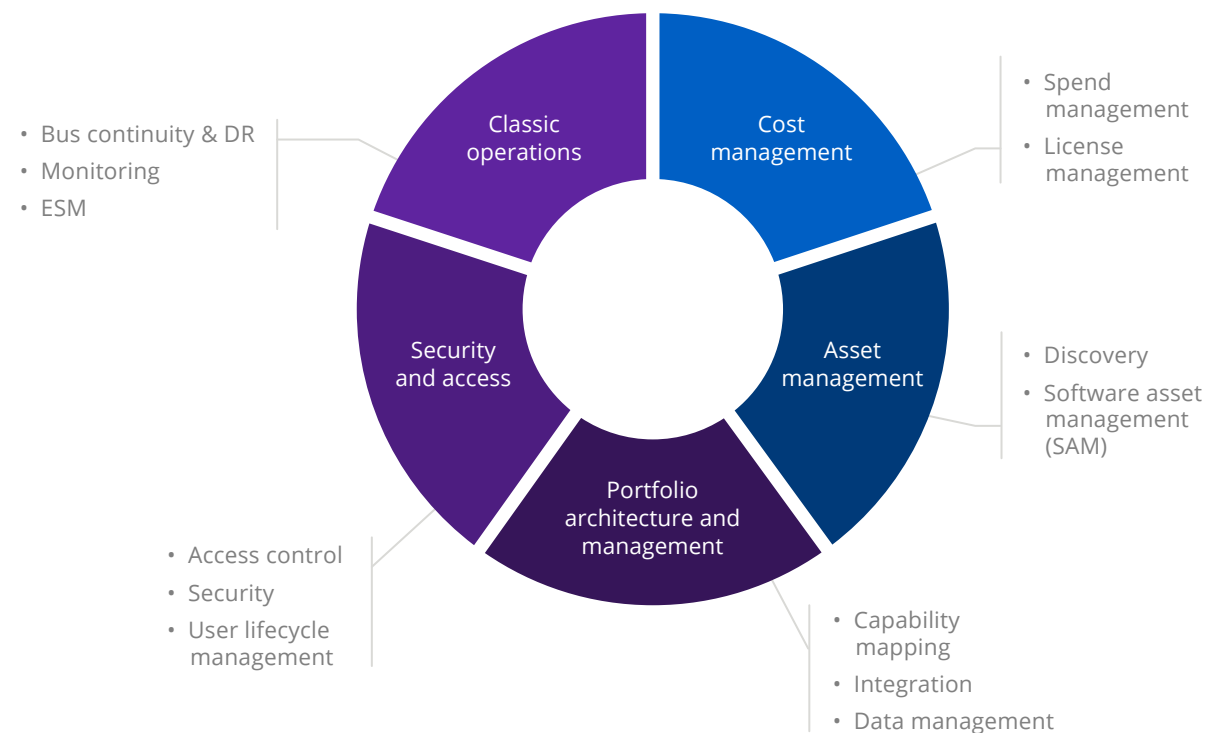 Classic
operations
Cost
management
Asset
management
Portfolio
architecture and
management
Security
and access
• Bus continuity & DR
• Monitoring
• ESM
• Spend
management
• License
management
• Discovery
• Software asset
management
(SAM)
• Capability
mapping
• Integration
• Data management
• Access control
• Security
• User lifecycle
management